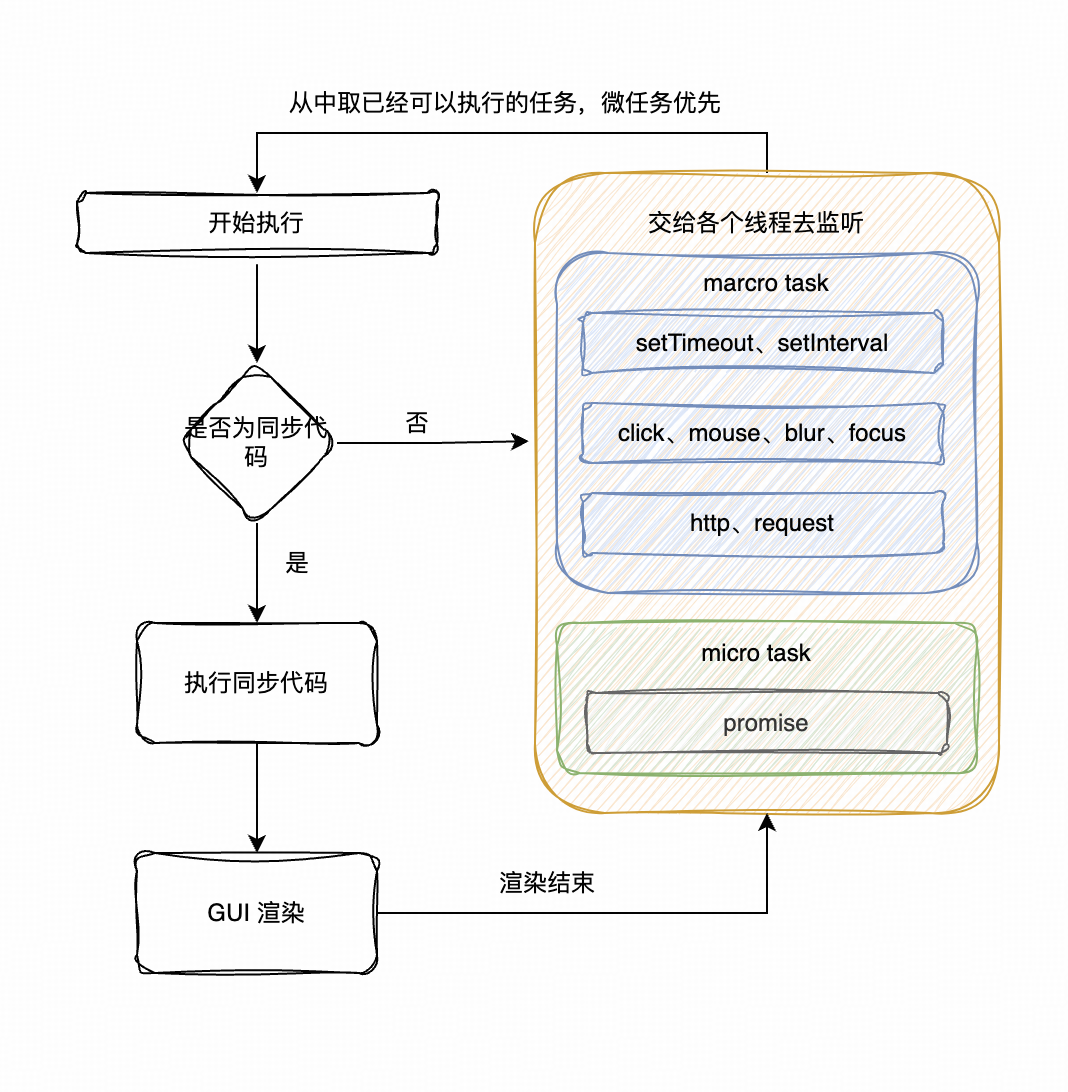 从中取已经可以执行的任务，微任务优先
开始执行
交给各个线程去监听
marcro task
setTimeout、setInterval
是否为同步代
码
否
click、mouse、blur、focus
http、request
是
执行同步代码
micro task
promise
GUI 渲染
渲染结束